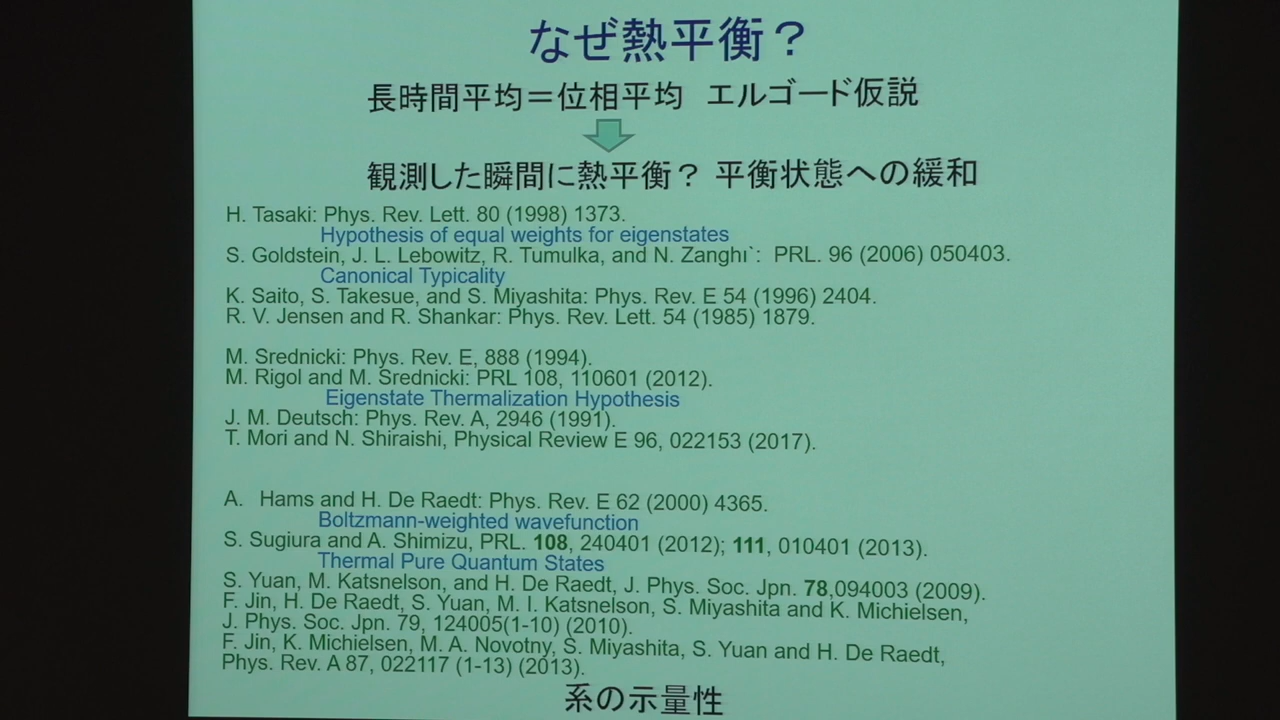 なぜ熱平衡？
長時間平均＝位相平均 エルゴード仮説
観測した瞬間に熱平衡？ 平衡状態への緩和
H. Tasaki: Phys. Rev. Lett. 80 (1998) 1373.
Hypothesis of equal weights for eigenstates
S. Goldstein, J. L. Lebowitz, R. Tumulka, and N. Zanghı`: PRL. 96 (2006) 050403.
Canonical Typicality
K. Saito, S. Takesue, and S. Miyashita: Phys. Rev. E 54 (1996) 2404.
R. V. Jensen and R. Shankar: Phys. Rev. Lett. 54 (1985) 1879.
M. Srednicki: Phys. Rev. E, 888 (1994).
M. Rigol and M. Srednicki: PRL 108, 110601 (2012).
Eigenstate Thermalization Hypothesis
J. M. Deutsch: Phys. Rev. A, 2946 (1991).
T. Mori and N. Shiraishi, Physical Review E 96, 022153 (2017).
A. Hams and H. De Raedt: Phys. Rev. E 62 (2000) 4365.
Boltzmann-weighted wavefunction
S. Sugiura and A. Shimizu, PRL. 108, 240401 (2012); 111, 010401 (2013).
Thermal Pure Quantum States
S. Yuan, M. Katsnelson, and H. De Raedt, J. Phys. Soc. Jpn. 78,094003 (2009).
F. Jin, H. De Raedt, S. Yuan, M. I. Katsnelson, S. Miyashita and K. Michielsen,
J. Phys. Soc. Jpn. 79, 124005(1-10) (2010).
F. Jin, K. Michielsen, M. A. Novotny, S. Miyashita, S. Yuan and H. De Raedt,
Phys. Rev. A 87, 022117 (1-13) (2013).
系の示量性